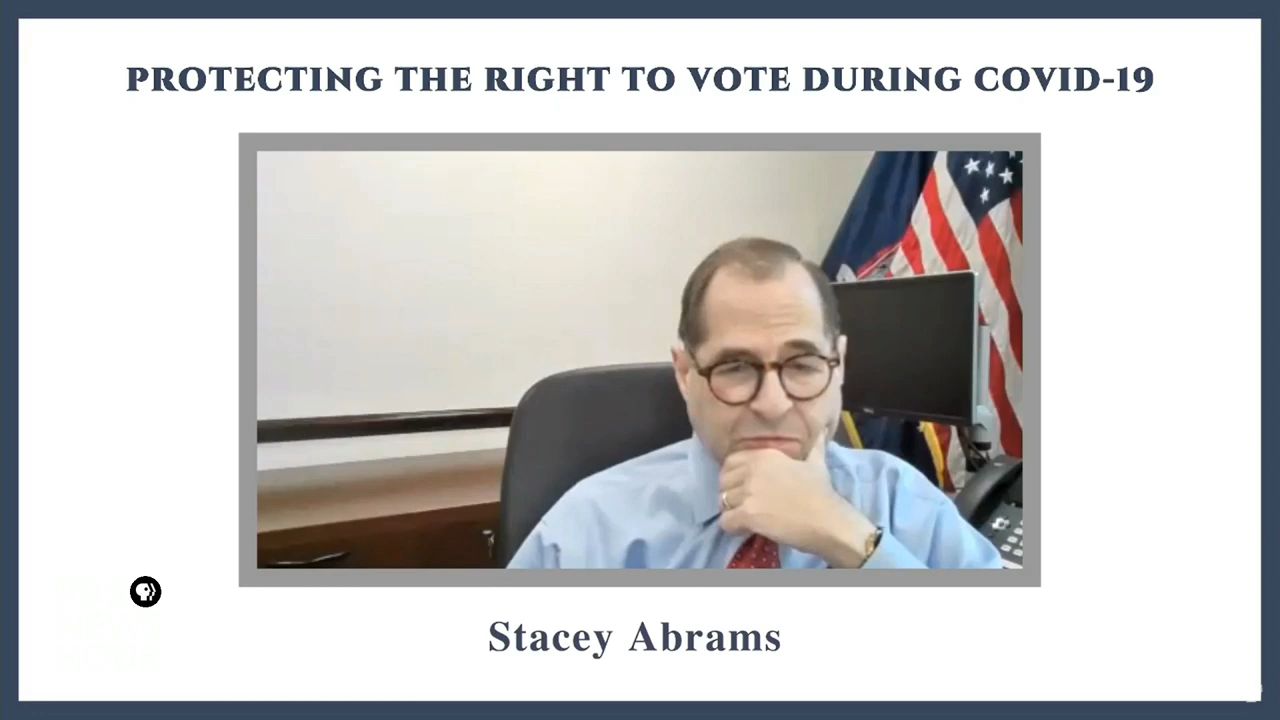 PROTECTING THE RIGHT TO VOTE DURING COVID-19
Stacey Abrams